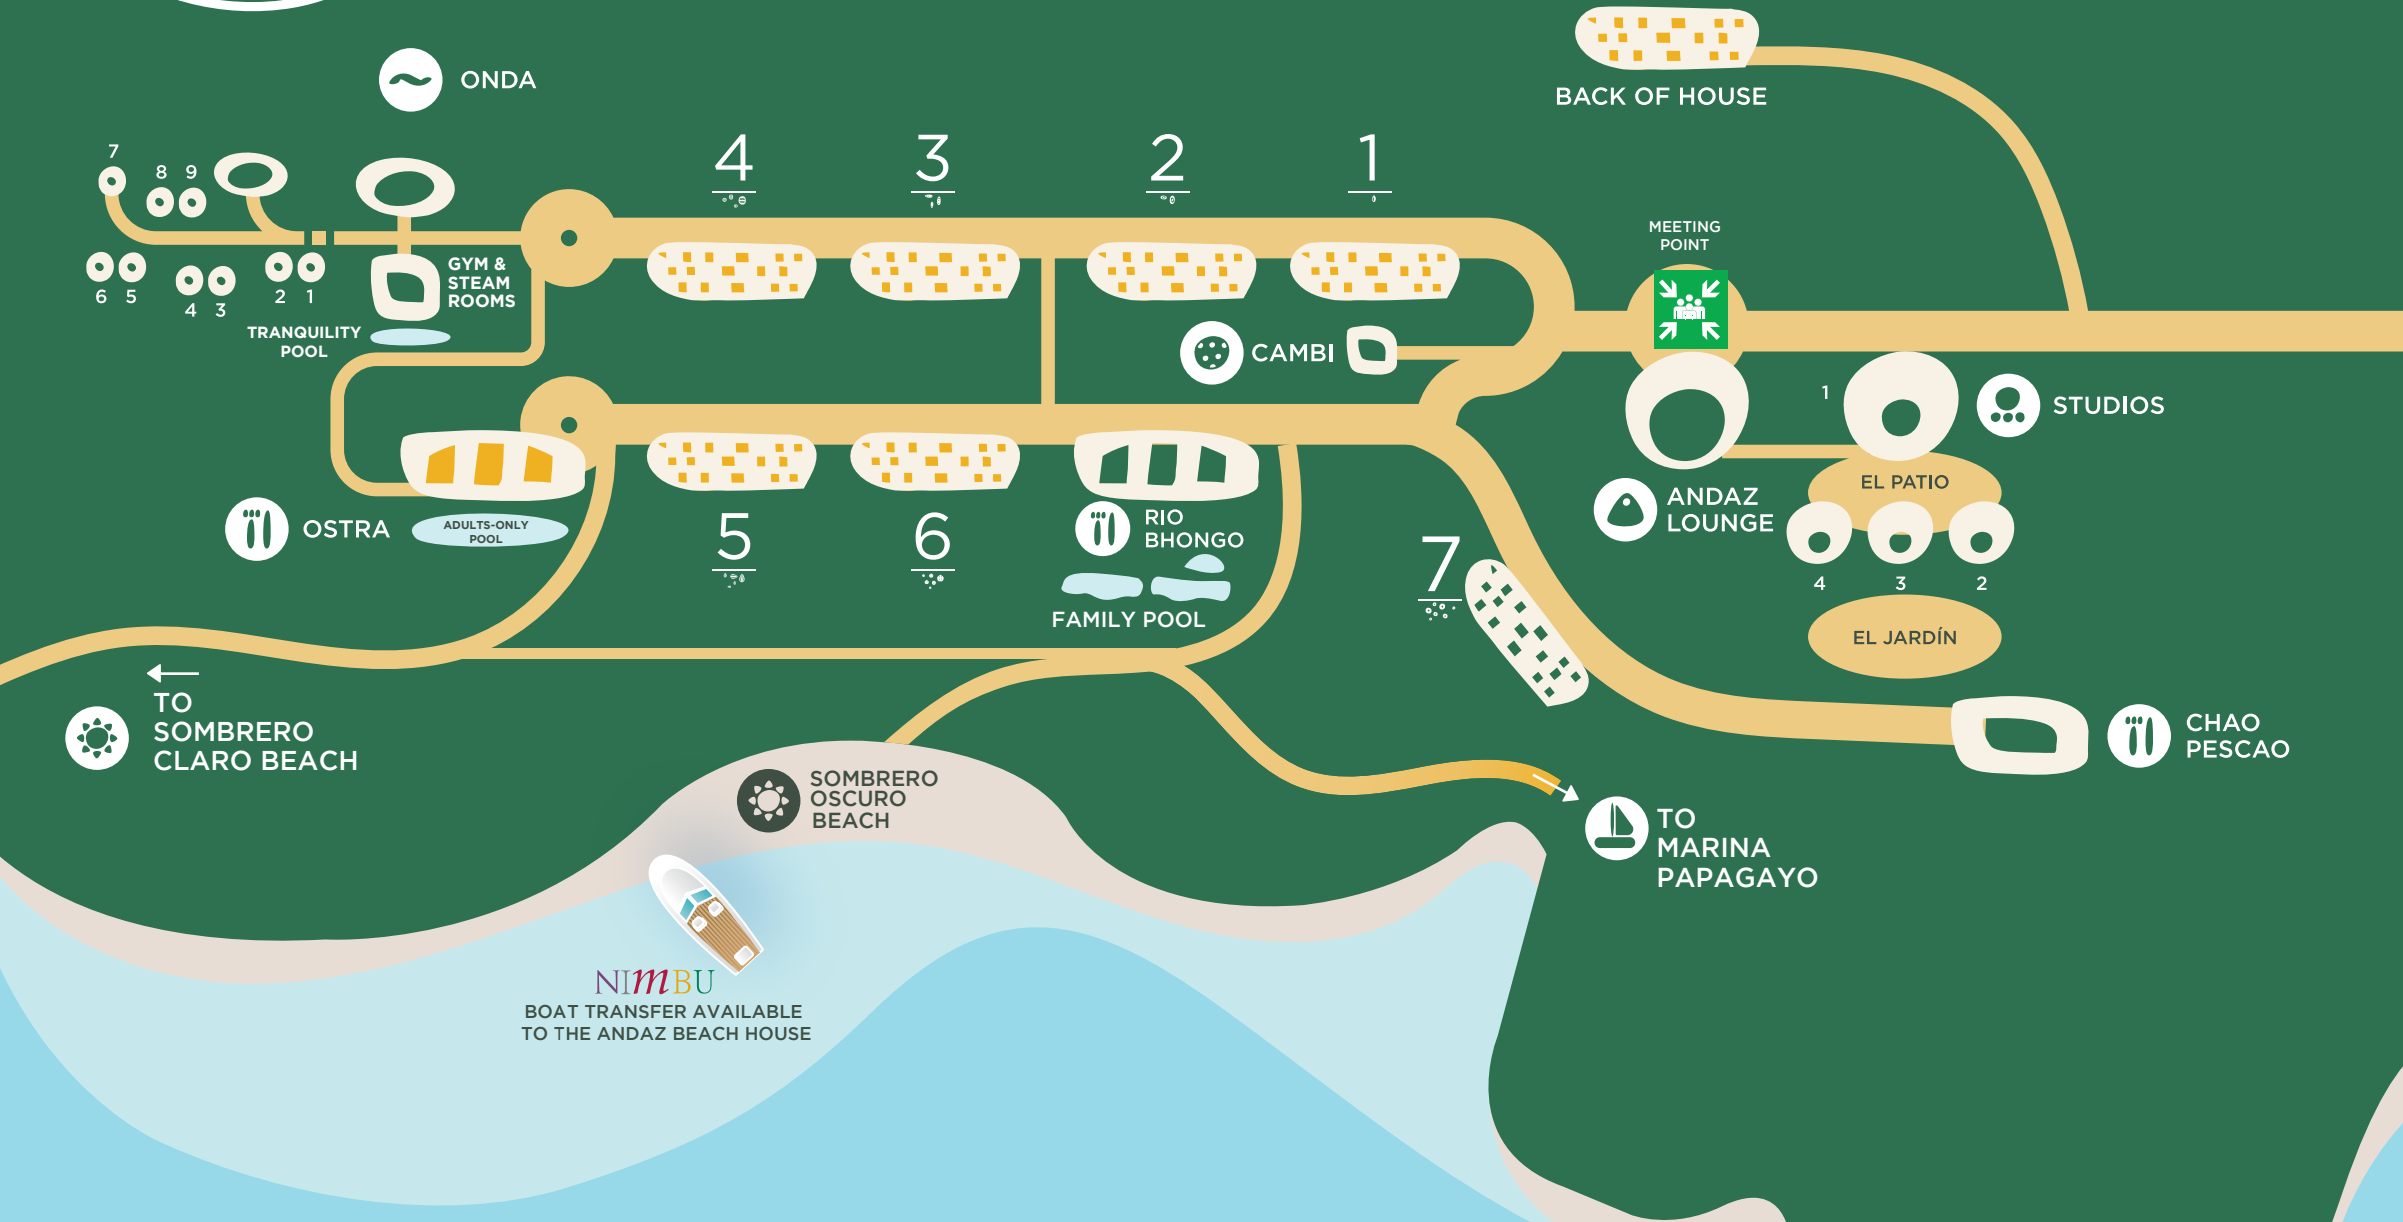 ONDA
BACK OF HOUSE
4
3
2
1
7
8
9
6
5
4
3
2
1
GYM &
STEAM
ROOMS
TRANQUILITY
POOL
MEETING
POINT
CAMBI
1
STUDIOS
EL PATIO
ANDAZ
LOUNGE
4
3
2
EL JARDÍN
OSTRA
ADULTS-ONLY
POOL
5
6
RIO
BHONGO
FAMILY POOL
7
TO
SOMBRERO
CLARO BEACH
CHAO
PESCAO
SOMBRERO
OSCURO
BEACH
TO
MARINA
PAPAGAYO
NImBU
BOAT TRANSFER AVAILABLE
TO THE ANDAZ BEACH HOUSE